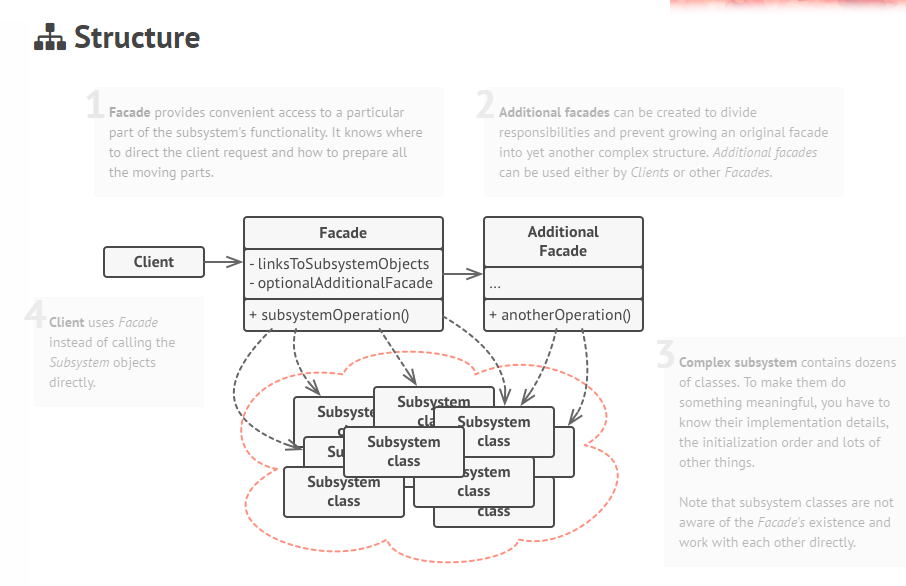 Structure
1
Facade provides convenient access to a particular
part of the subsystem's functionality. It knows where
to direct the client request and how to prepare all
the moving parts.
2
Additional facades can be created to divide
responsibilities and prevent growing an original facade
into yet another complex structure. Additional facades
can be used either by Clients or other Facades.
Client
Facade
- linksToSubsystemObjects
- optionalAdditionalFacade
+ subsystemOperation()
Additional
Facade
...
+ anotherOperation()
4
Client uses Facade
instead of calling the
Subsystem objects
directly.
3
Complex subsystem contains dozens
of classes. To make them do
something meaningful, you have to
know their implementation details,
the initialization order and lots of
other things.
Note that subsystem classes are not
aware of the Facade's existence and
work with each other directly.
Subsystem
Subsystem
class
Subsystem
class
Subsystem
class
class
class